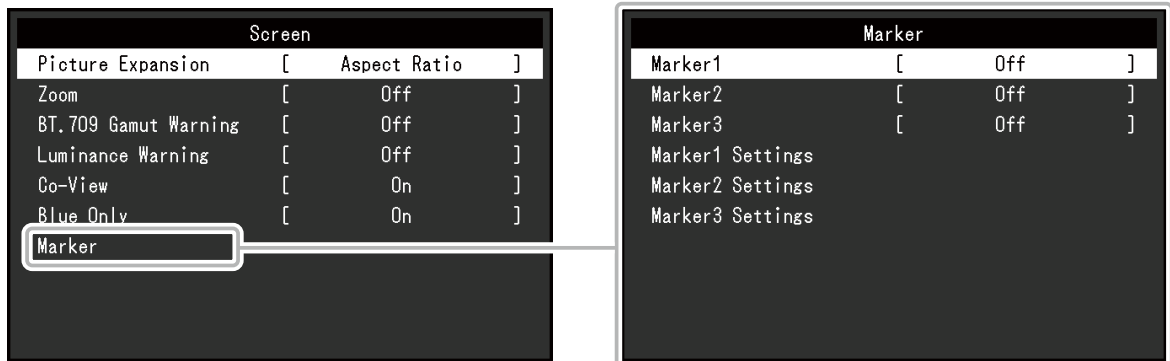 Screen
Picture Expansion [ Aspect Ratio ]
Zoom [ Off ]
BT.709 Gamut Warning [ Off ]
Luminance Warning [ Off ]
Co-View [ On ]
Blue Only [ On ]
Marker
Marker
Marker1 [ Off ]
Marker2 [ Off ]
Marker3 [ Off ]
Marker1 Settings
Marker2 Settings
Marker3 Settings